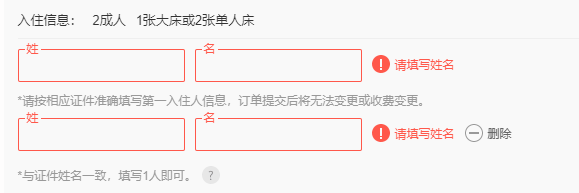 入住信息： 2成人 1张大床或2张单人床
姓 名
! 请填写姓名
*请按相应证件准确填写第一入住人信息，订单提交后将无法变更或收费变更。
姓 名
! 请填写姓名 删除
*与证件姓名一致，填写1人即可。 ?